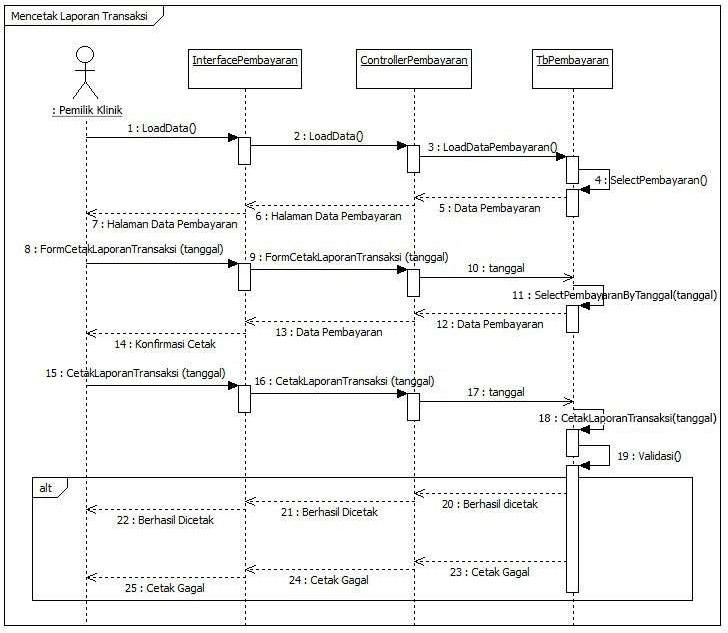 Mencetak Laporan Transaksi
InterfacePembayaran
ControllerPembayaran
TbPembayaran
: Pemilik Klinik
1 : LoadData()
2 : LoadData()
3 : LoadDataPembayaran()
4 : SelectPembayaran()
5 : Data Pembayaran
6 : Halaman Data Pembayaran
7 : Halaman Data Pembayaran
8 : FormCetakLaporanTransaksi (tanggal)
9 : FormCetakLaporanTransaksi (tanggal)
10 : tanggal
11 : SelectPembayaranByTanggal(tanggal)
12 : Data Pembayaran
13 : Data Pembayaran
14 : Konfirmasi Cetak
15 : CetakLaporanTransaksi (tanggal)
16 : CetakLaporanTransaksi (tanggal)
17 : tanggal
18 : CetakLaporanTransaksi(tanggal)
19 : Validasi()
alt
20 : Berhasil dicetak
21 : Berhasil Dicetak
22 : Berhasil Dicetak
23 : Cetak Gagal
24 : Cetak Gagal
25 : Cetak Gagal